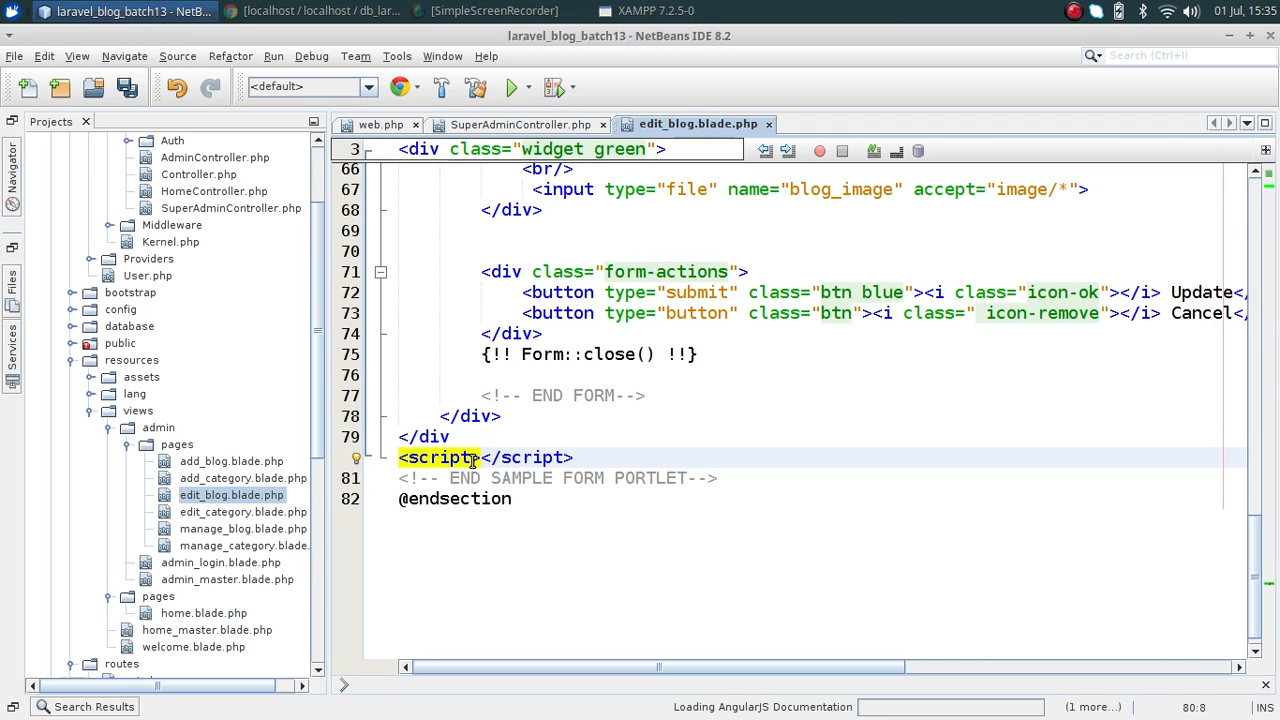 laravel_blog_batch13 - NetBea...
[localhost / localhost / db_lar...
[SimpleScreenRecorder]
XAMPP 7.2.5-0
01 Jul, 15:35
laravel_blog_batch13 - NetBeans IDE 8.2
File Edit View Navigate Source Refactor Run Debug Team Tools Window Help
Search (Ctrl+I)
<default>
Projects
web.php SuperAdminController.php edit_blog.blade.php
Navigator
Files
Services
Auth
AdminController.php
Controller.php
HomeController.php
SuperAdminController.php
Middleware
Kernel.php
Providers
User.php
bootstrap
config
database
public
resources
assets
lang
views
admin
pages
add_blog.blade.php
add_category.blade.php
edit_blog.blade.php
edit_category.blade.php
manage_blog.blade.php
manage_category.blade.
admin_login.blade.php
admin_master.blade.php
pages
home.blade.php
home_master.blade.php
welcome.blade.php
routes
3 <div class="widget green">
66 <br/>
67 <input type="file" name="blog_image" accept="image/*">
68 </div>
69
70
71 <div class="form-actions">
72 <button type="submit" class="btn blue"><i class="icon-ok"></i> Update</
73 <button type="button" class="btn"><i class=" icon-remove"></i> Cancel</
74 </div>
75 {!! Form::close() !!}
76
77 <!-- END FORM-->
78 </div>
79 </div
<script></script>
81 <!-- END SAMPLE FORM PORTLET-->
82 @endsection
Search Results
Loading AngularJS Documentation
(1 more...)
80:8
INS